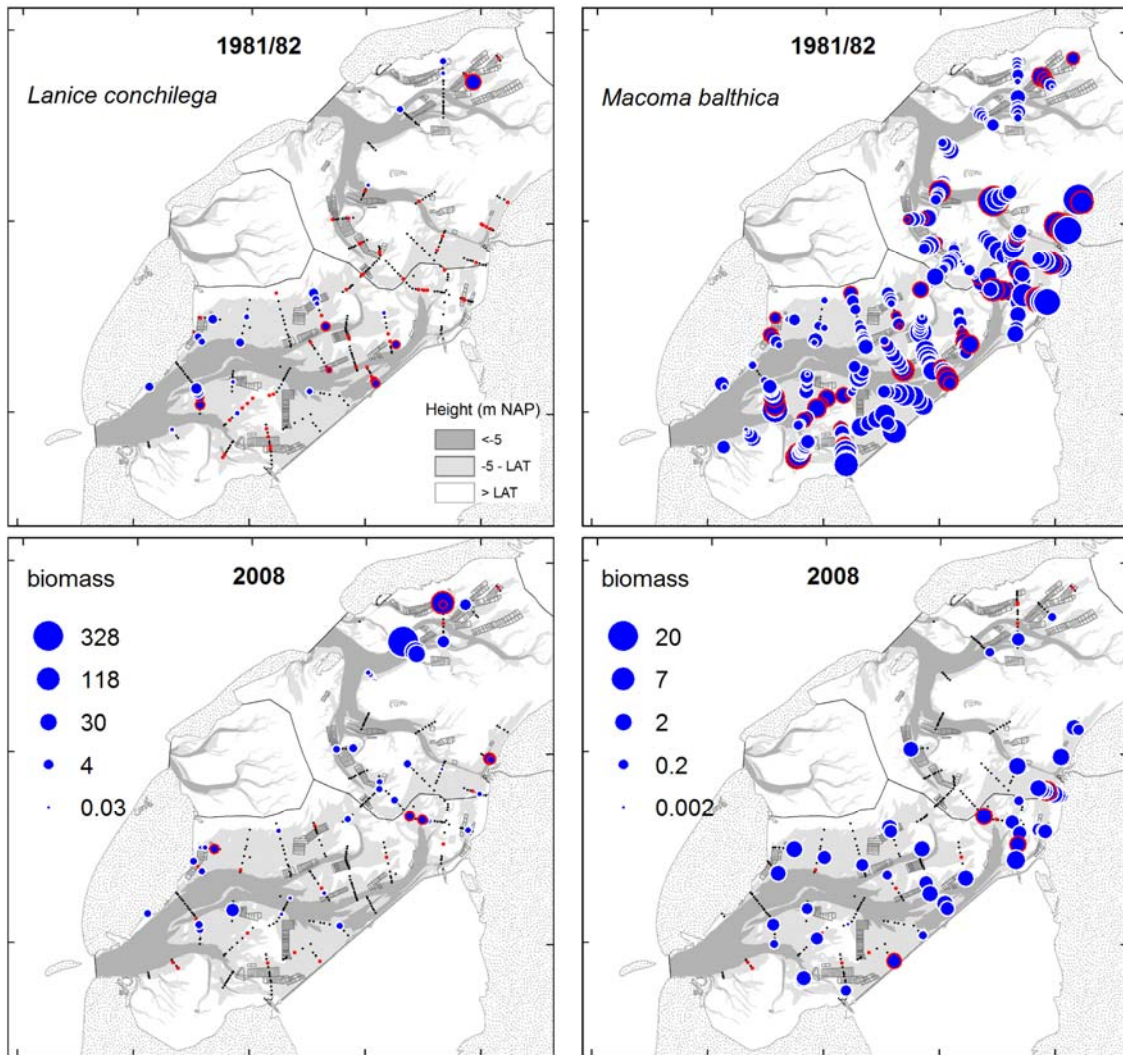 1981/82
Lanice conchilega
Height (m NAP)
<-5
-5 - LAT
> LAT
1981/82
Macoma balthica
2008
biomass
328
118
30
4
0.03
2008
biomass
20
7
2
0.2
0.002